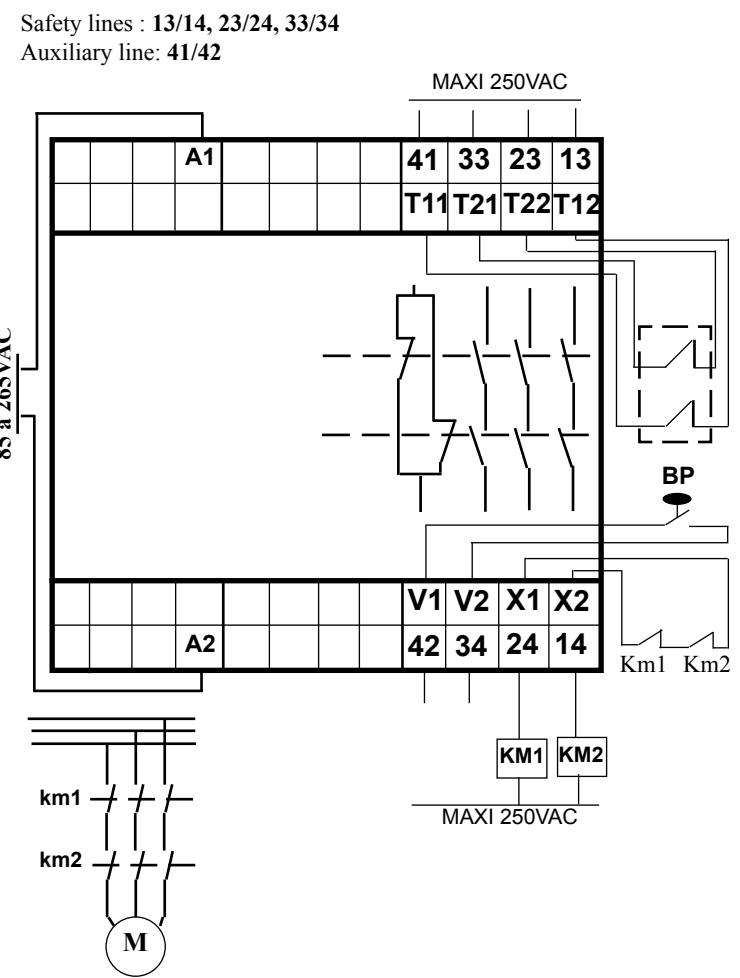 Safety lines : 13/14, 23/24, 33/34
Auxiliary line: 41/42
MAXI 250VAC
A1 41 33 23 13
T11 T21 T22 T12
85 a 265VAC
BP
V1 V2 X1 X2
A2 42 34 24 14
Km1 Km2
KM1 KM2
MAXI 250VAC
km1
km2
M